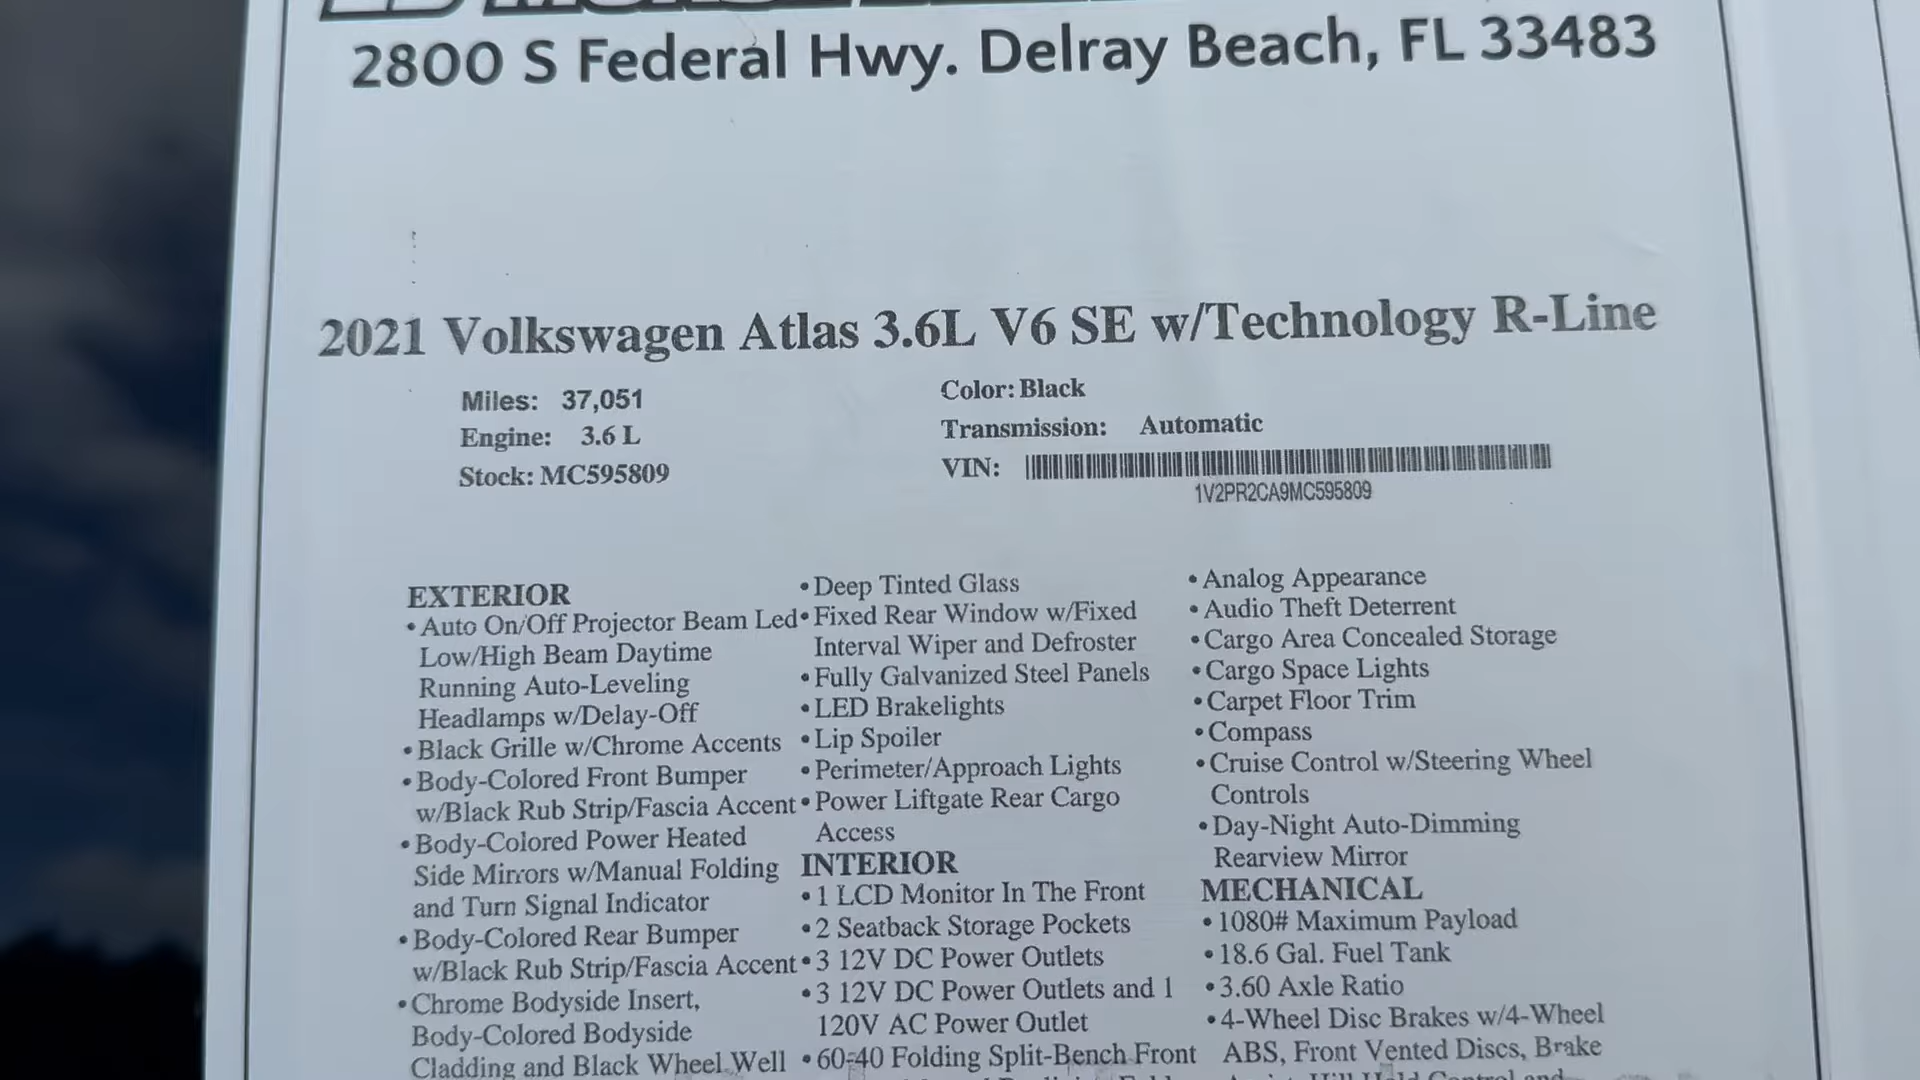 2800 S Federal Hwy. Delray Beach, FL 33483
2021 Volkswagen Atlas 3.6L V6 SE w/Technology R-Line
Miles: 37,051
Engine: 3.6 L
Stock: MC595809
Color: Black
Transmission: Automatic
VIN:
1V2PR2CA9MC595809
EXTERIOR
• Auto On/Off Projector Beam Led
Low/High Beam Daytime
Running Auto-Leveling
Headlamps w/Delay-Off
• Black Grille w/Chrome Accents
• Body-Colored Front Bumper
w/Black Rub Strip/Fascia Accent
• Body-Colored Power Heated
Side Mirrors w/Manual Folding
and Turn Signal Indicator
• Body-Colored Rear Bumper
w/Black Rub Strip/Fascia Accent
• Chrome Bodyside Insert,
Body-Colored Bodyside
Cladding and Black Wheel Well
• Deep Tinted Glass
• Fixed Rear Window w/Fixed
Interval Wiper and Defroster
• Fully Galvanized Steel Panels
• LED Brakelights
• Lip Spoiler
• Perimeter/Approach Lights
• Power Liftgate Rear Cargo
Access
INTERIOR
• 1 LCD Monitor In The Front
• 2 Seatback Storage Pockets
• 3 12V DC Power Outlets
• 3 12V DC Power Outlets and 1
120V AC Power Outlet
• 60-40 Folding Split-Bench Front
• Analog Appearance
• Audio Theft Deterrent
• Cargo Area Concealed Storage
• Cargo Space Lights
• Carpet Floor Trim
• Compass
• Cruise Control w/Steering Wheel
Controls
• Day-Night Auto-Dimming
Rearview Mirror
MECHANICAL
• 1080# Maximum Payload
• 18.6 Gal. Fuel Tank
• 3.60 Axle Ratio
• 4-Wheel Disc Brakes w/4-Wheel
ABS, Front Vented Discs, Brake